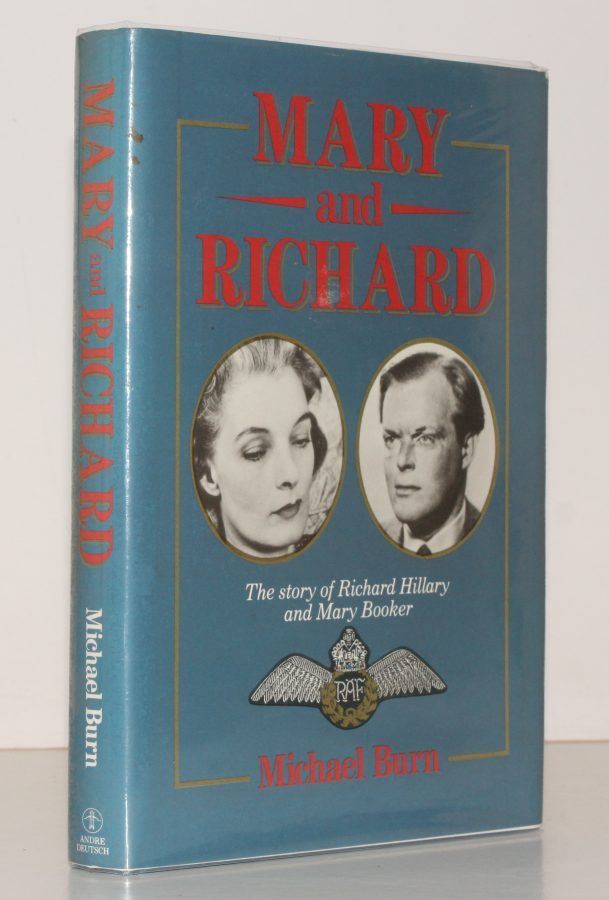 MARY and RICHARD
Michael Burn
ANDRE
DEUTSCH
MARY
and
RICHARD
The story of Richard Hillary
and Mary Booker
RAF
Michael Burn